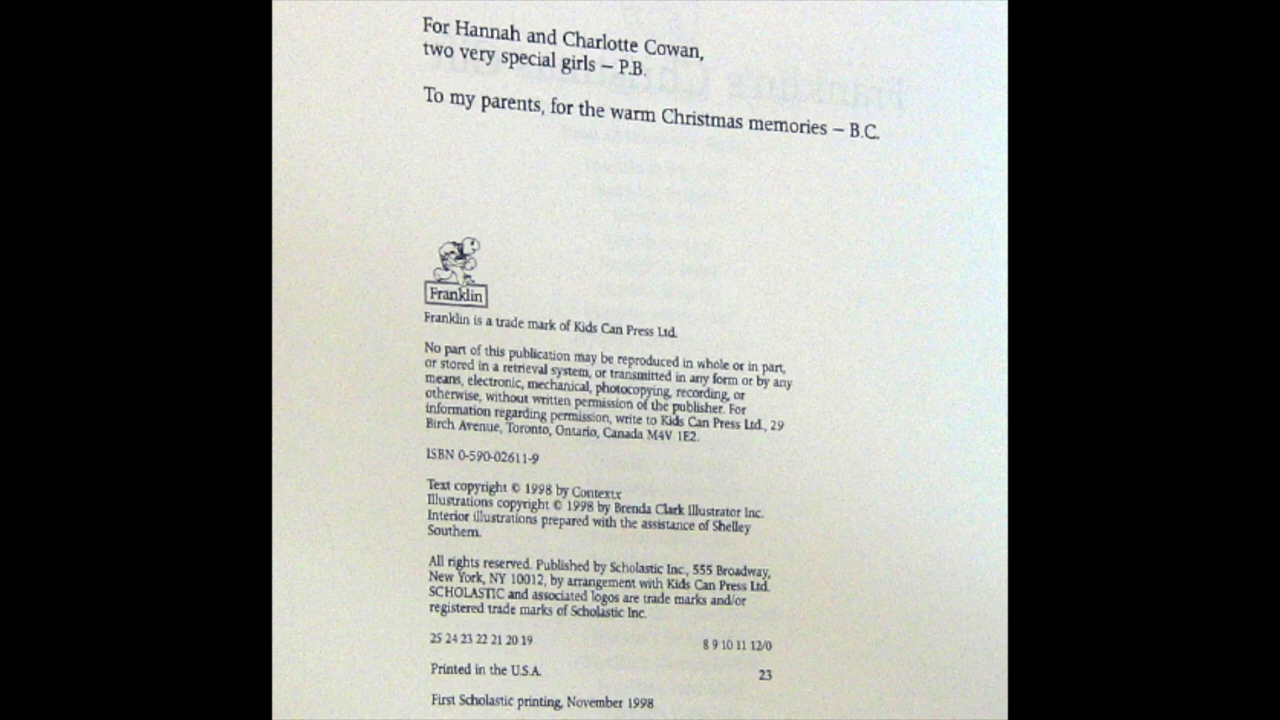 For Hannah and Charlotte Cowan,
two very special girls – P.B.
To my parents, for the warm Christmas memories – B.C.
Franklin
Franklin is a trade mark of Kids Can Press Ltd.
No part of this publication may be reproduced in whole or in part,
or stored in a retrieval system, or transmitted in any form or by any
means, electronic, mechanical, photocopying, recording, or
otherwise, without written permission of the publisher. For
information regarding permission, write to Kids Can Press Ltd., 29
Birch Avenue, Toronto, Ontario, Canada M4V 1E2.
ISBN 0-590-02611-9
Text copyright © 1998 by Contextx
Illustrations copyright © 1998 by Brenda Clark Illustrator Inc.
Interior illustrations prepared with the assistance of Shelley
Southern.
All rights reserved. Published by Scholastic Inc., 555 Broadway,
New York, NY 10012, by arrangement with Kids Can Press Ltd.
SCHOLASTIC and associated logos are trade marks and/or
registered trade marks of Scholastic Inc.
25 24 23 22 21 20 19 8 9 10 11 12/0
Printed in the U.S.A. 23
First Scholastic printing, November 1998